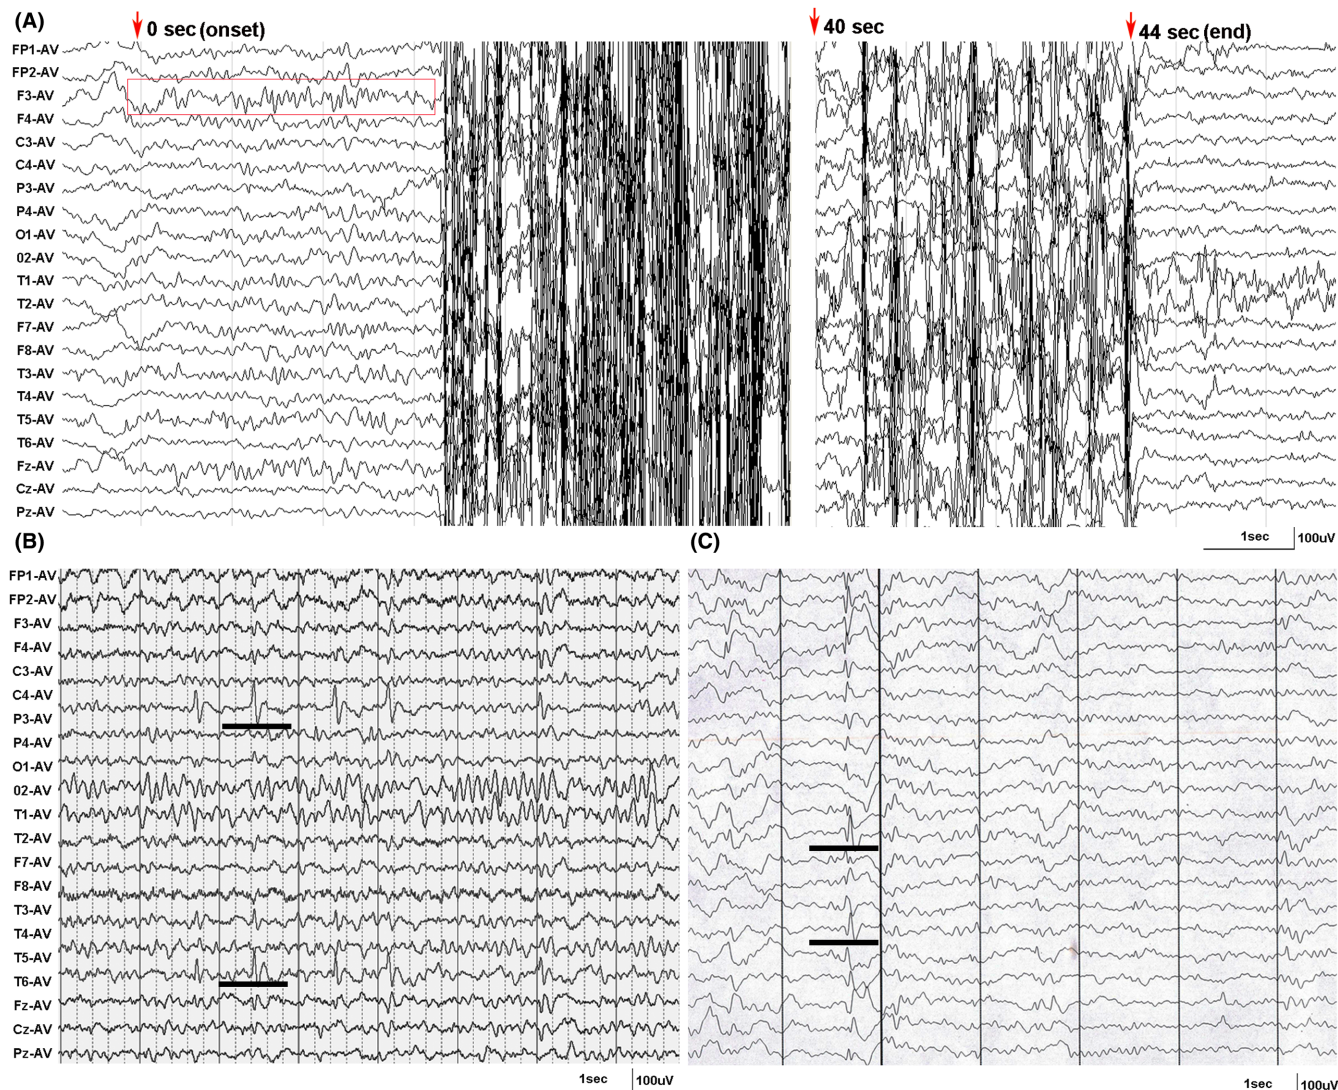 (A)
0 sec (onset)
40 sec
44 sec (end)
FP1-AV
FP2-AV
F3-AV
F4-AV
C3-AV
C4-AV
P3-AV
P4-AV
O1-AV
02-AV
T1-AV
T2-AV
F7-AV
F8-AV
T3-AV
T4-AV
T5-AV
T6-AV
Fz-AV
Cz-AV
Pz-AV
1sec 100uV
(B)
FP1-AV
FP2-AV
F3-AV
F4-AV
C3-AV
C4-AV
P3-AV
P4-AV
O1-AV
02-AV
T1-AV
T2-AV
F7-AV
F8-AV
T3-AV
T4-AV
T5-AV
T6-AV
Fz-AV
Cz-AV
Pz-AV
1sec 100uV
(C)
1sec 100uV